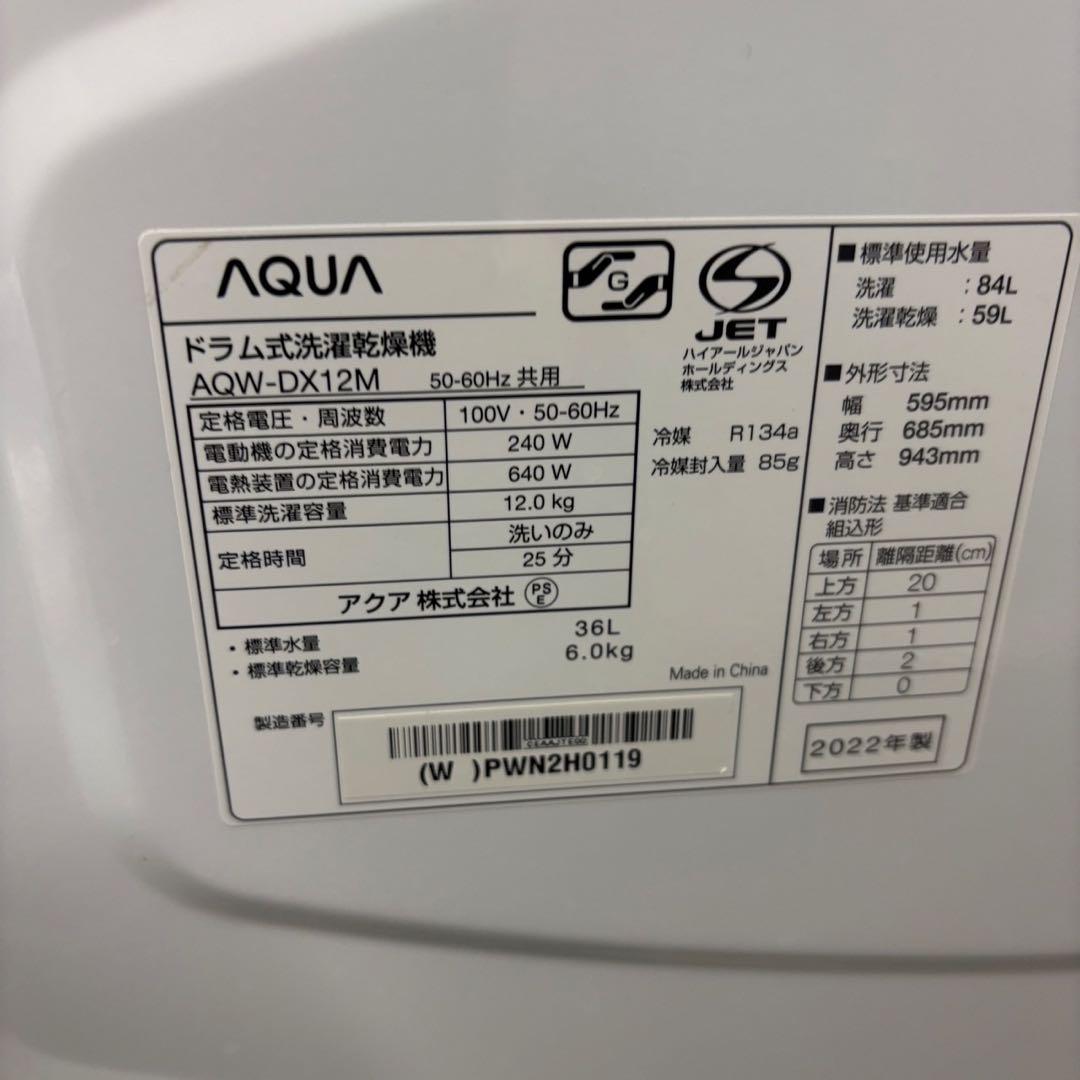 AQUA
G
JET
ドラム式洗濯乾燥機
AQW-DX12M 50-60Hz 共用
ハイアールジャパン
ホールディングス
株式会社
定格電圧・周波数 100V・50-60Hz
電動機の定格消費電力 240 W
電熱装置の定格消費電力 640 W
標準洗濯容量 12.0 kg
定格時間 洗いのみ
25 分
アクア 株式会社 PSE
冷媒 R134a
冷媒封入量 85g
・標準水量 36L
・標準乾燥容量 6.0kg
Made in China
製造番号
(W )PWN2H0119
■標準使用水量
洗濯 : 84L
洗濯乾燥 : 59L
■外形寸法
幅 595mm
奥行 685mm
高さ 943mm
■消防法 基準適合
組込形
場所 離隔距離(cm)
上方 20
左方 1
右方 1
後方 2
下方 0
2022年製